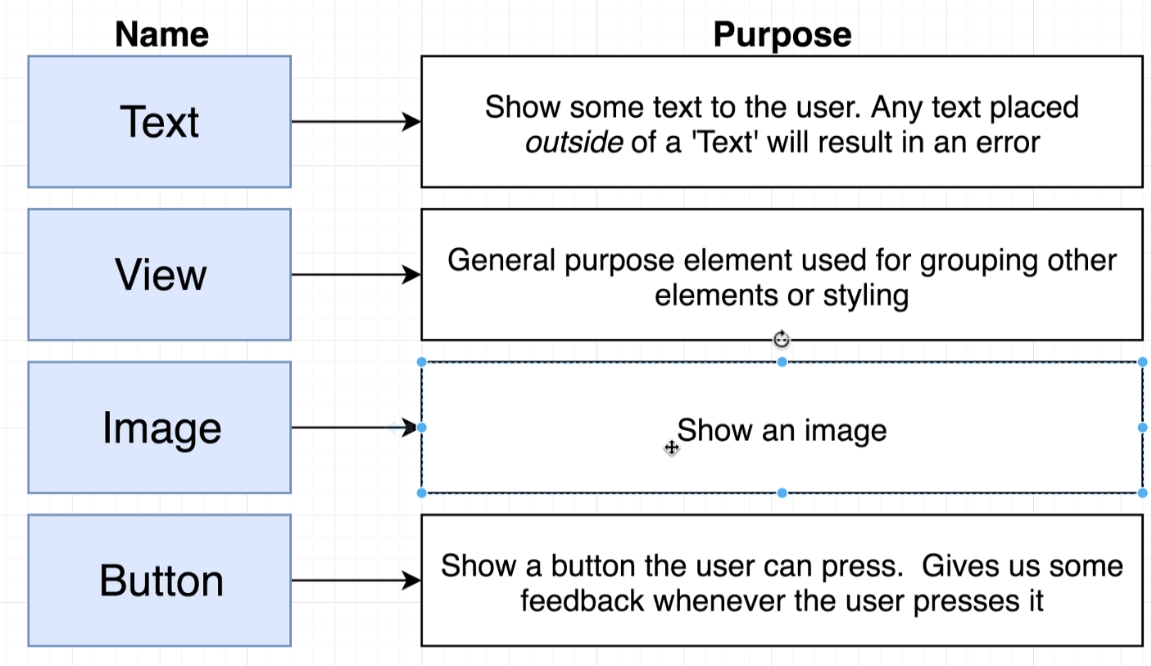 Name
Purpose
Text
Show some text to the user. Any text placed
outside of a 'Text' will result in an error
View
General purpose element used for grouping other
elements or styling
Image
Show an image
Button
Show a button the user can press.  Gives us some
feedback whenever the user presses it